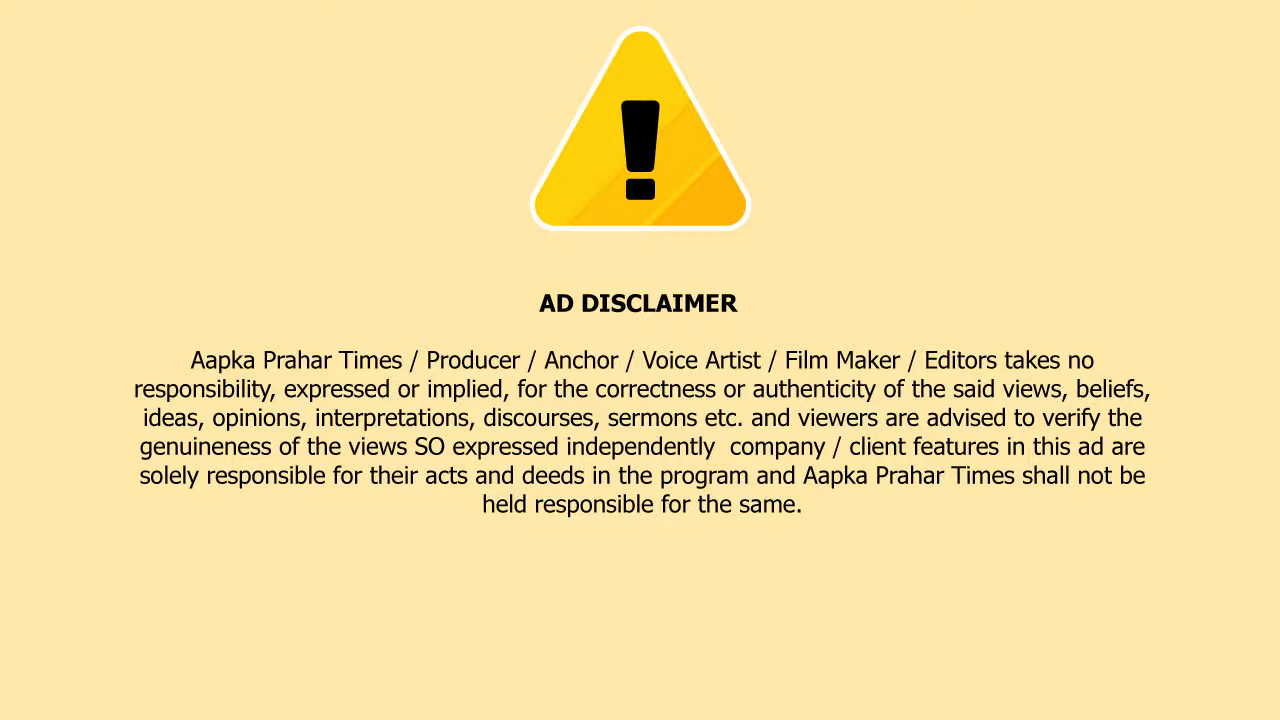 AD DISCLAIMER
Aapka Prahar Times / Producer / Anchor / Voice Artist / Film Maker / Editors takes no
responsibility, expressed or implied, for the correctness or authenticity of the said views, beliefs,
ideas, opinions, interpretations, discourses, sermons etc. and viewers are advised to verify the
genuineness of the views SO expressed independently  company / client features in this ad are
solely responsible for their acts and deeds in the program and Aapka Prahar Times shall not be
held responsible for the same.